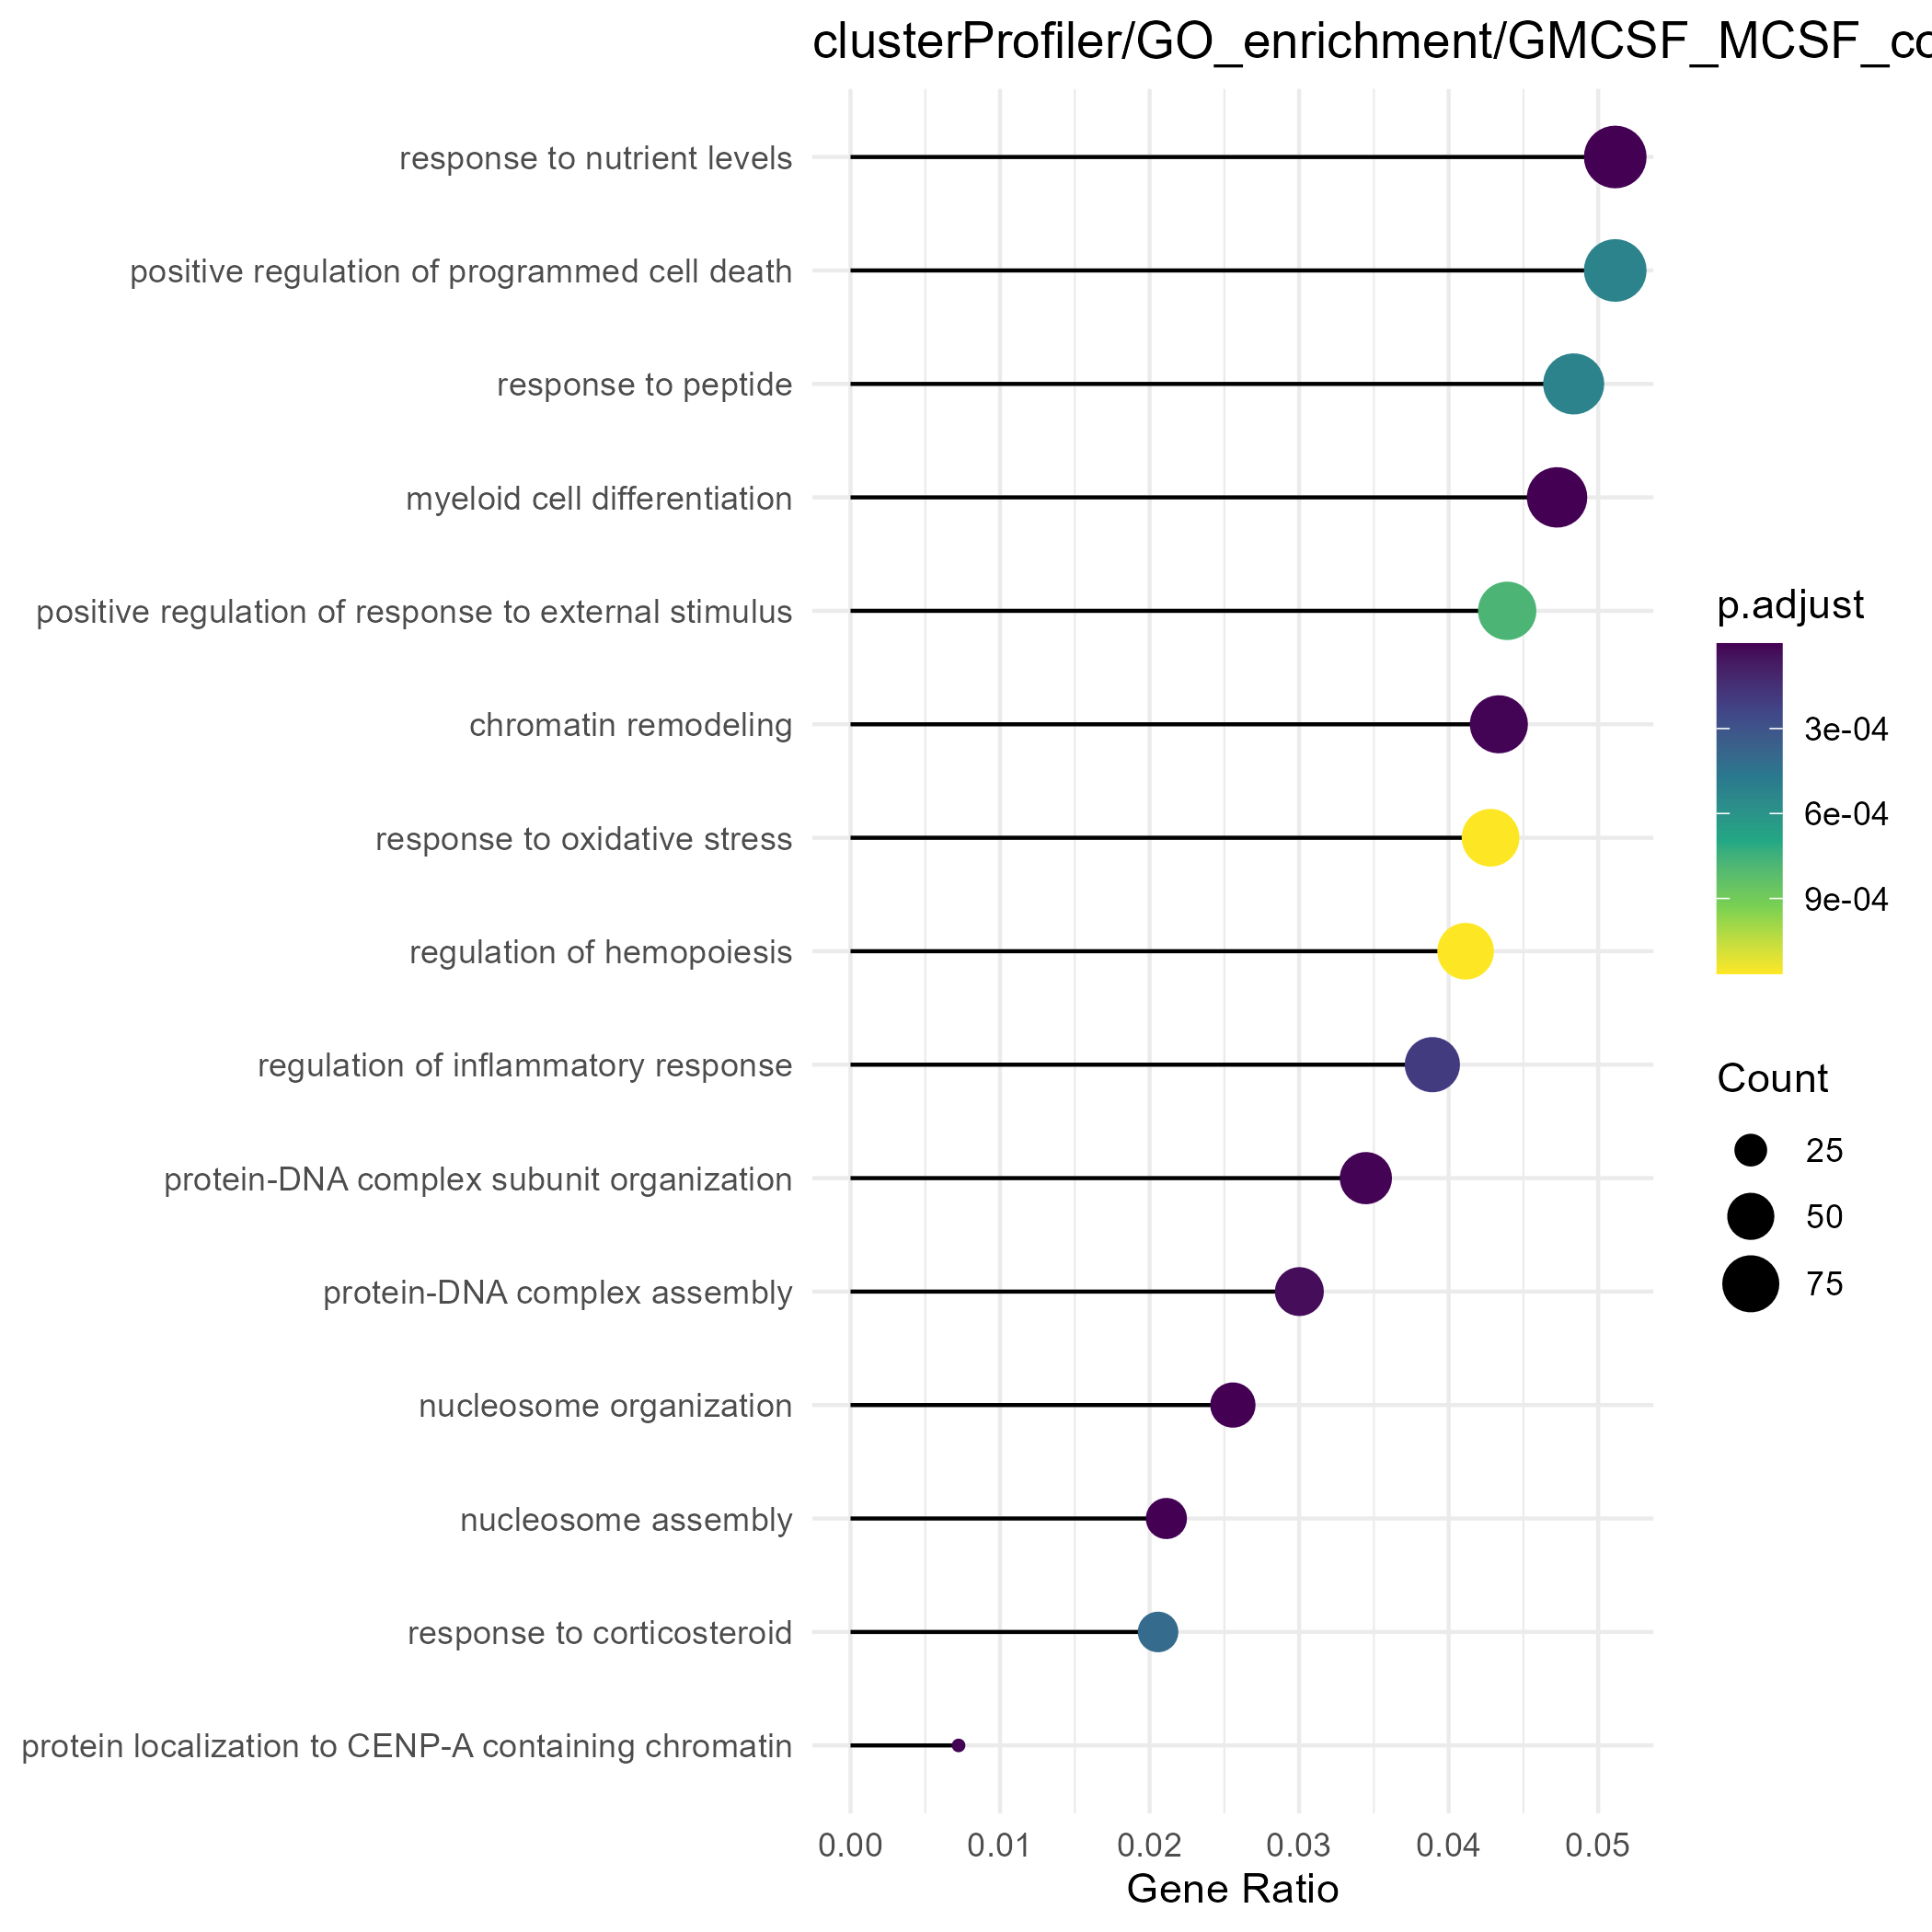 clusterProfiler/GO_enrichment/GMCSF_MCSF_co
response to nutrient levels
positive regulation of programmed cell death
response to peptide
myeloid cell differentiation
positive regulation of response to external stimulus
chromatin remodeling
response to oxidative stress
regulation of hemopoiesis
regulation of inflammatory response
protein-DNA complex subunit organization
protein-DNA complex assembly
nucleosome organization
nucleosome assembly
response to corticosteroid
protein localization to CENP-A containing chromatin
0.00 0.01 0.02 0.03 0.04 0.05
Gene Ratio
p.adjust
3e-04
6e-04
9e-04
Count
25
50
75